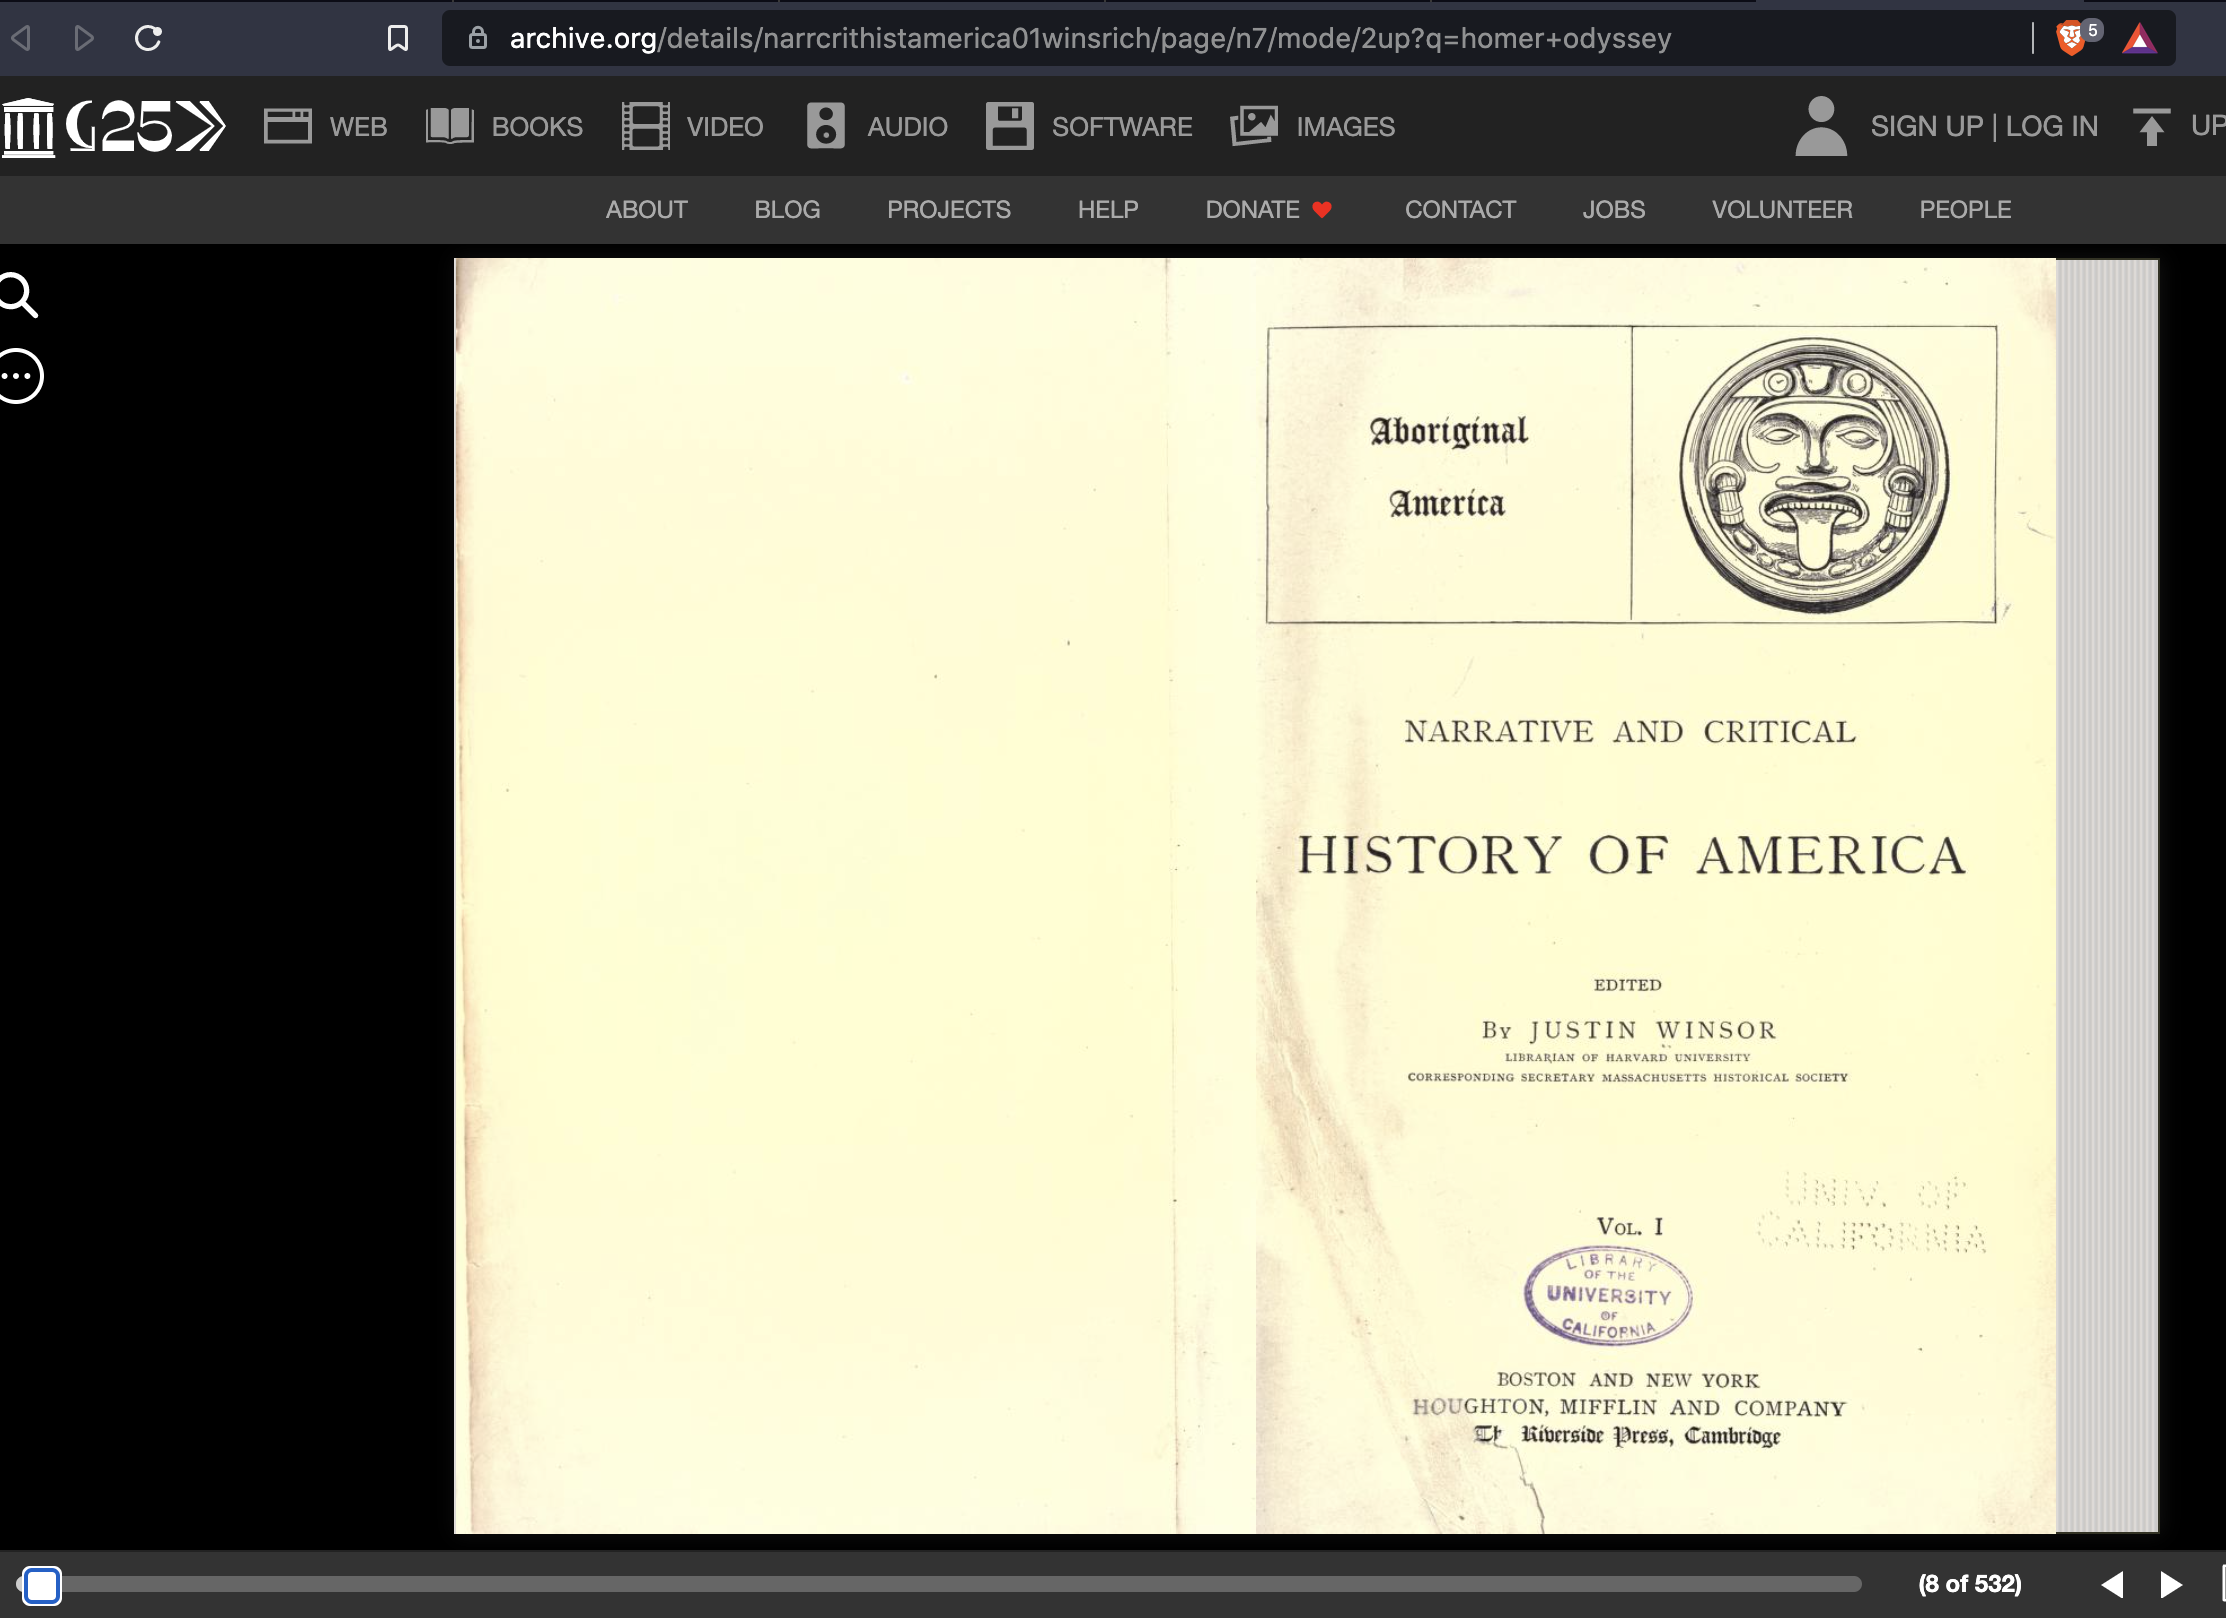 archive.org/details/narrcrithistamerica01winsrich/page/n7/mode/2up?q=homer+odyssey
5
25
WEB
BOOKS
VIDEO
AUDIO
SOFTWARE
IMAGES
SIGN UP | LOG IN
UP
ABOUT
BLOG
PROJECTS
HELP
DONATE
CONTACT
JOBS
VOLUNTEER
PEOPLE
Aboriginal
America
NARRATIVE AND CRITICAL
HISTORY OF AMERICA
EDITED
By JUSTIN WINSOR
LIBRARIAN OF HARVARD UNIVERSITY
CORRESPONDING SECRETARY MASSACHUSETTS HISTORICAL SOCIETY
UNIV. OF
CALIFORNIA
Vol. I
LIBRARY
OF THE
UNIVERSITY
OF
CALIFORNIA
BOSTON AND NEW YORK
HOUGHTON, MIFFLIN AND COMPANY
Riverside Press, Cambridge
(8 of 532)